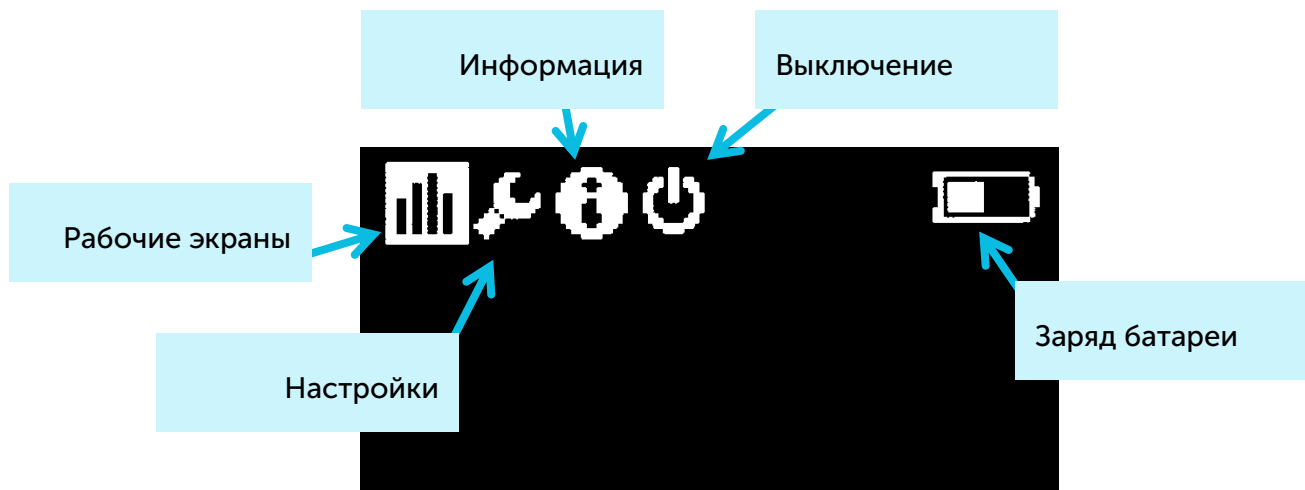 Информация
Выключение
Рабочие экраны
Настройки
Заряд батареи